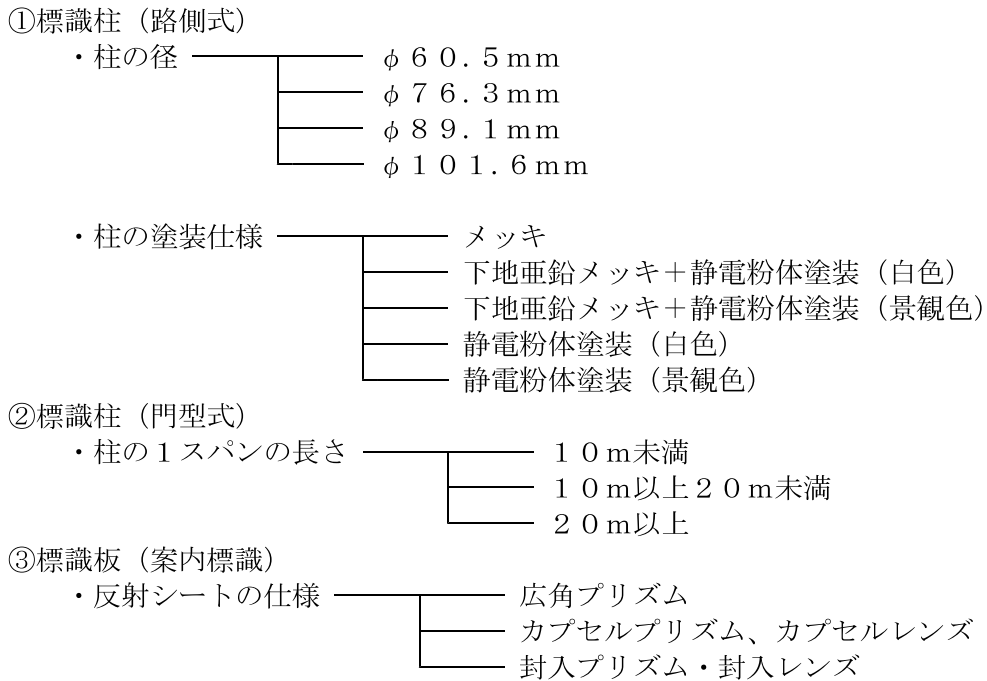 ①標識柱（路側式）
・柱の径 φ６０.５mm
φ７６.３mm
φ８９.１mm
φ１０１.６mm
・柱の塗装仕様 メッキ
下地亜鉛メッキ＋静電粉体塗装（白色）
下地亜鉛メッキ＋静電粉体塗装（景観色）
静電粉体塗装（白色）
静電粉体塗装（景観色）
②標識柱（門型式）
・柱の１スパンの長さ １０ｍ未満
１０ｍ以上２０ｍ未満
２０ｍ以上
③標識板（案内標識）
・反射シートの仕様 広角プリズム
カプセルプリズム、カプセルレンズ
封入プリズム・封入レンズ